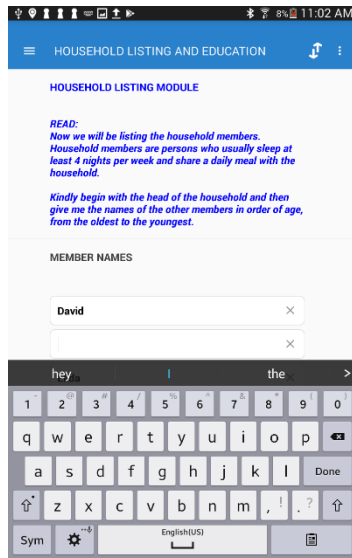 8% 11:02 AM
HOUSEHOLD LISTING AND EDUCATION
HOUSEHOLD LISTING MODULE
READ:
Now we will be listing the household members.
Household members are persons who usually sleep at
least 4 nights per week and share a daily meal with the
household.
Kindly begin with the head of the household and then
give me the names of the other members in order of age,
from the oldest to the youngest.
MEMBER NAMES
David
hey I the >
1 2 @ 3 # 4 / 5 % 6 ^ 7 & 8 * 9 ( 0 )
q w e r t y u i o p
a s d f g h j k l Done
z x c v b n m , ! . ?
Sym English(US)